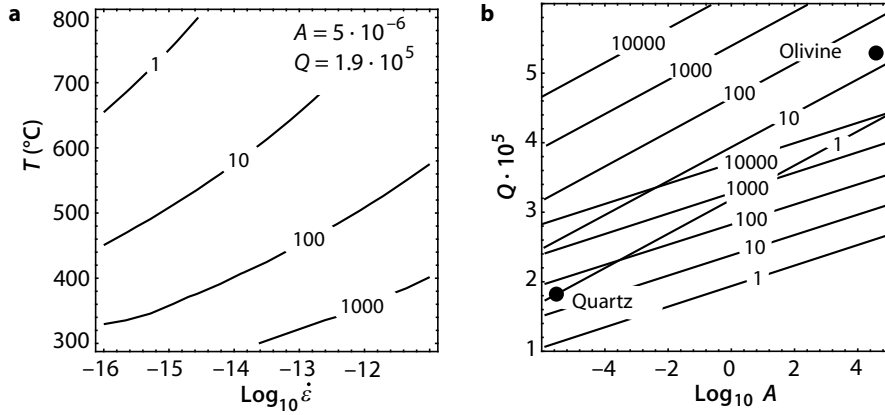 a
800
700
600
500
400
300
T (°C)
A = 5 · 10⁻⁶
Q = 1.9 · 10⁵
1
10
100
1000
−16 −15 −14 −13 −12
Log₁₀ ε̇
b
5
4
3
2
1
Q · 10⁵
10000
1000
100
10
1
10000
1000
100
10
1
Olivine
Quartz
−4 −2 0 2 4
Log₁₀ A